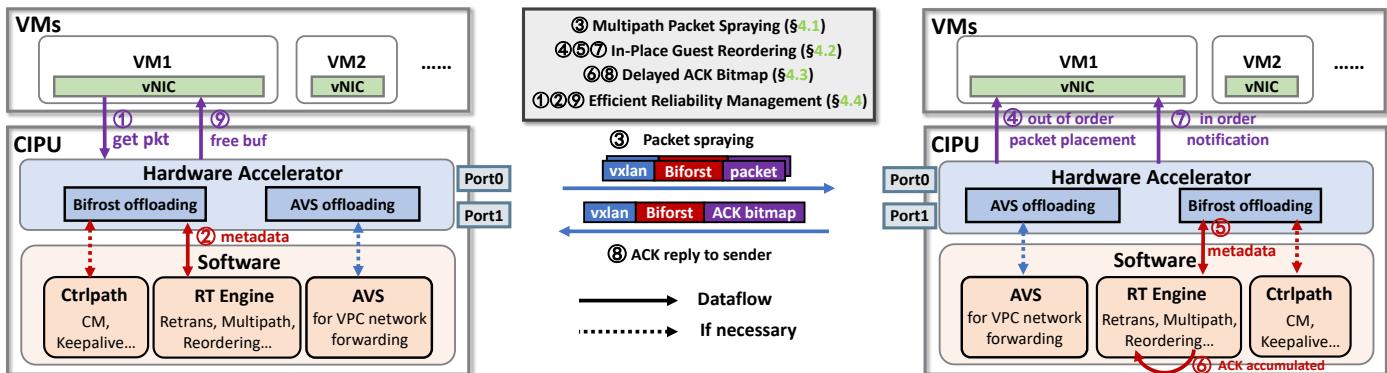 VMs
VM1
vNIC
VM2
vNIC
......
① get pkt
⑨ free buf
CIPU
Hardware Accelerator
Bifrost offloading
AVS offloading
Port0
Port1
② metadata
Software
Ctrlpath
CM,
Keepalive...
RT Engine
Retrans, Multipath,
Reordering...
AVS
for VPC network
forwarding
③ Multipath Packet Spraying (§4.1)
④⑤⑦ In-Place Guest Reordering (§4.2)
⑥⑧ Delayed ACK Bitmap (§4.3)
①②⑨ Efficient Reliability Management (§4.4)
③ Packet spraying
vxlan Biforst packet
vxlan Biforst ACK bitmap
⑧ ACK reply to sender
Dataflow
If necessary
VMs
VM1
vNIC
VM2
vNIC
......
④ out of order
packet placement
⑦ in order
notification
CIPU
Hardware Accelerator
Port0
Port1
AVS offloading
Bifrost offloading
⑤
metadata
Software
AVS
for VPC network
forwarding
RT Engine
Retrans, Multipath,
Reordering...
Ctrlpath
CM,
Keepalive...
⑥ ACK accumulated